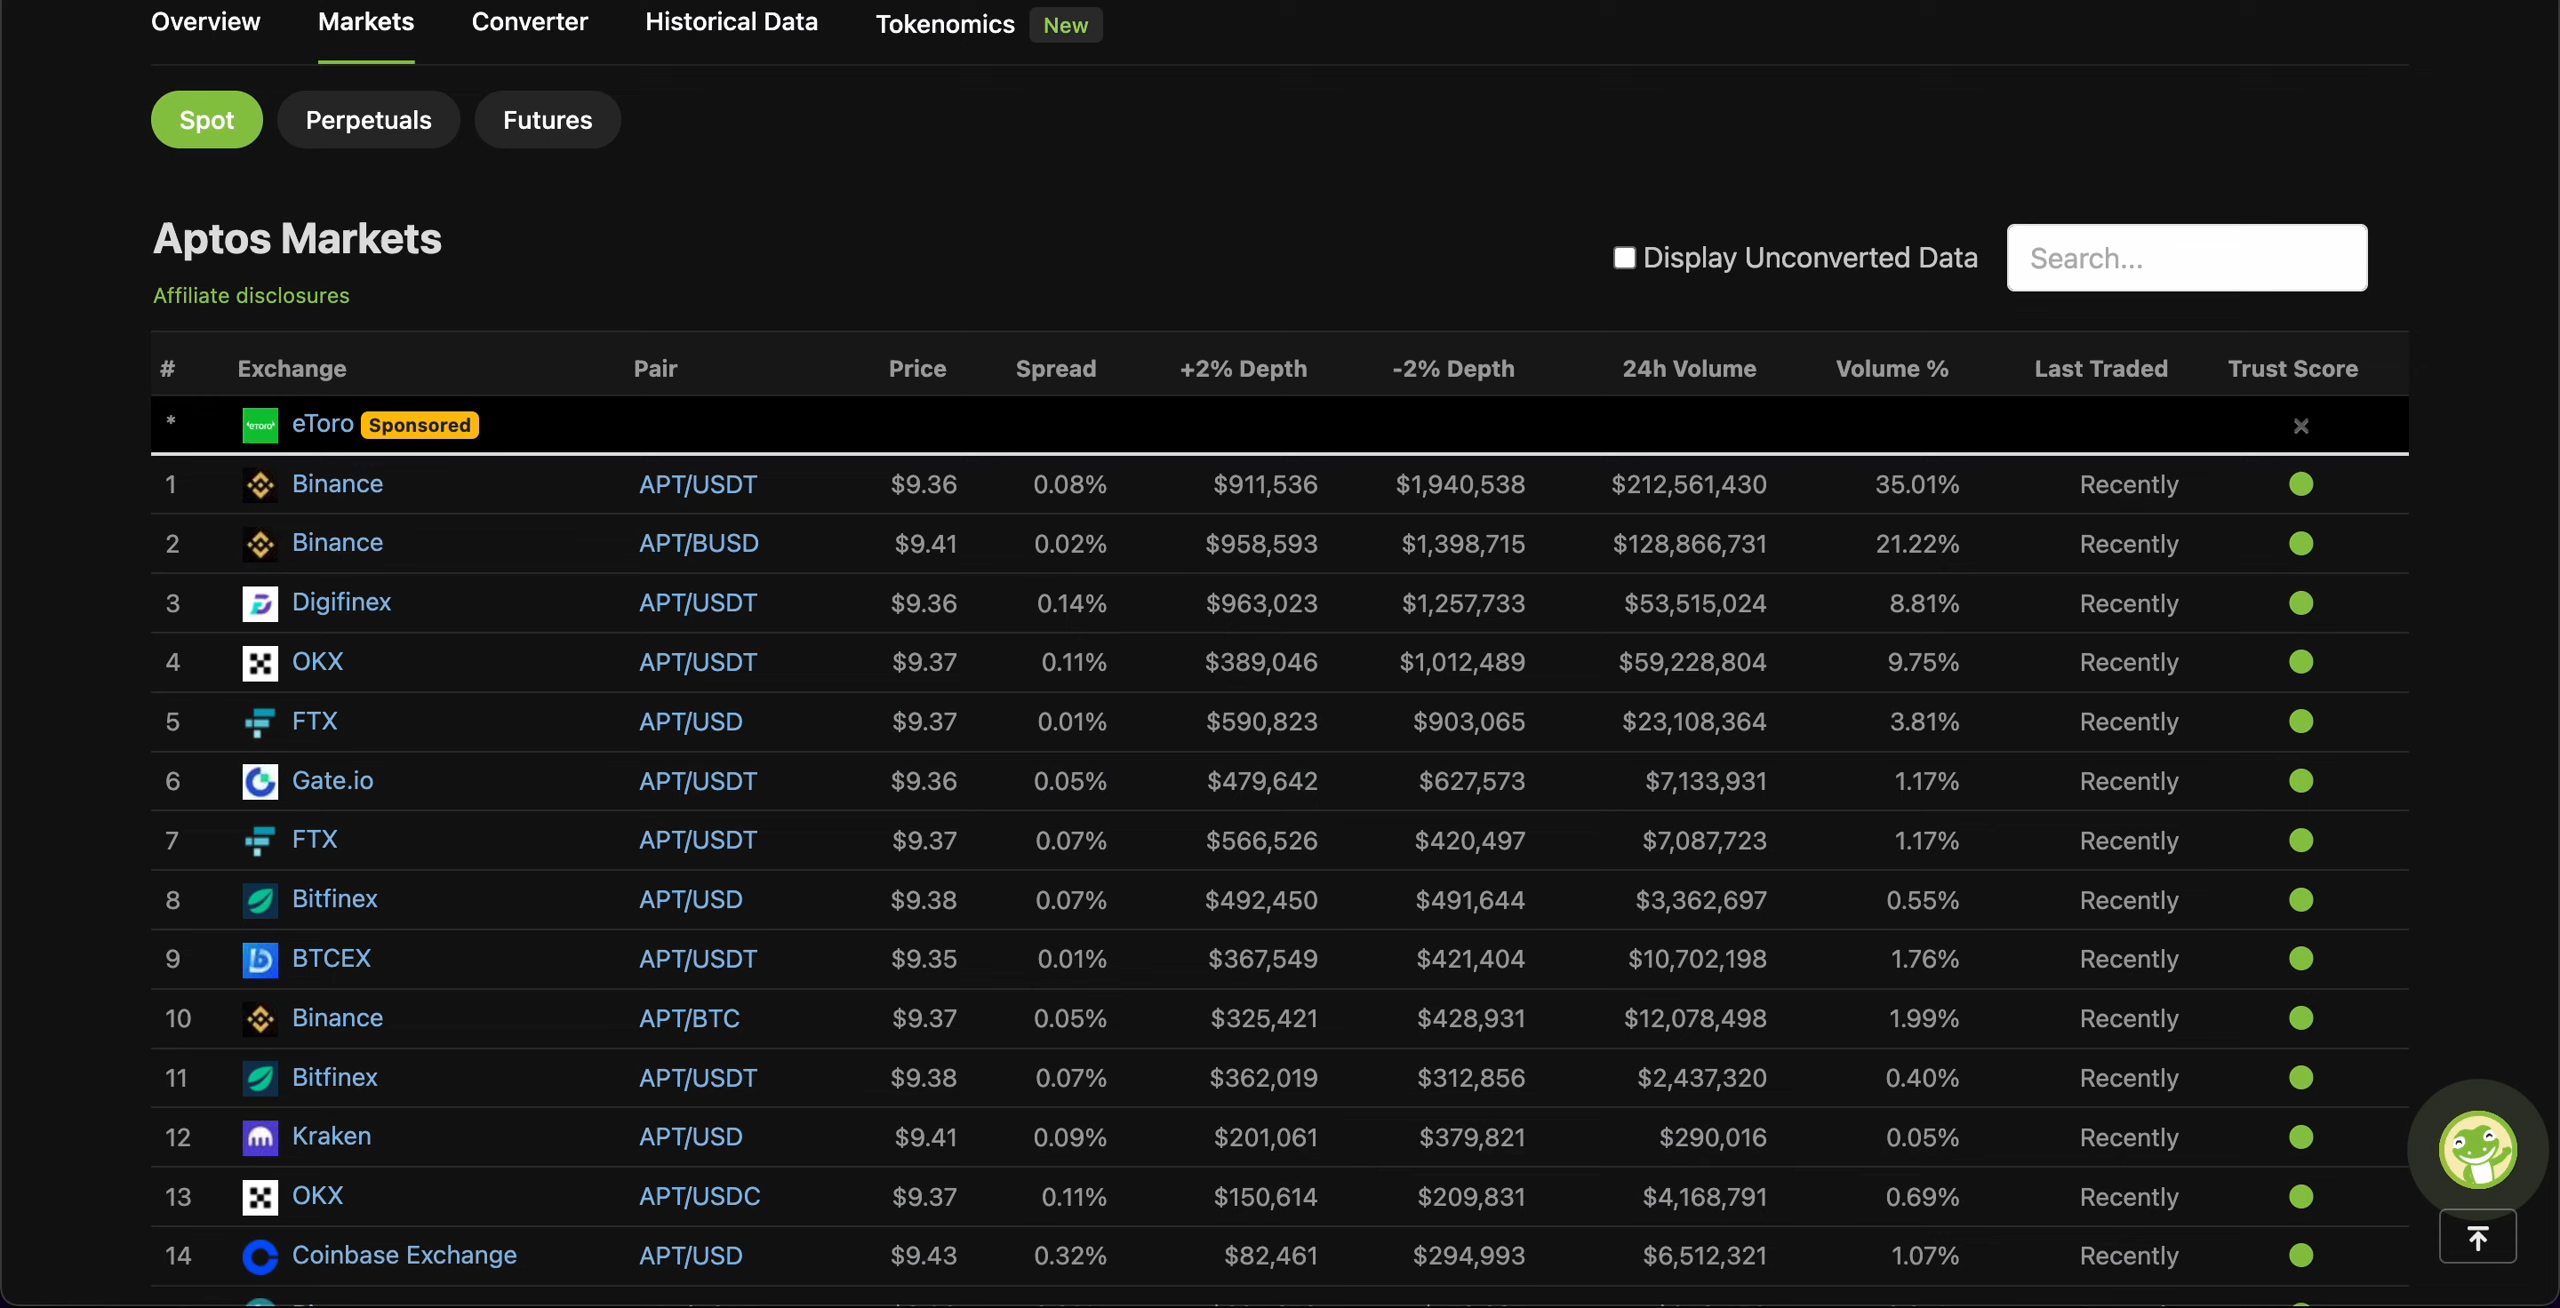 Overview Markets Converter Historical Data Tokenomics New
Spot Perpetuals Futures
Aptos Markets
Display Unconverted Data Search...
Affiliate disclosures
# Exchange Pair Price Spread +2% Depth -2% Depth 24h Volume Volume % Last Traded Trust Score
* eToro eToro Sponsored ×
1 Binance APT/USDT $9.36 0.08% $911,536 $1,940,538 $212,561,430 35.01% Recently
2 Binance APT/BUSD $9.41 0.02% $958,593 $1,398,715 $128,866,731 21.22% Recently
3 Digifinex APT/USDT $9.36 0.14% $963,023 $1,257,733 $53,515,024 8.81% Recently
4 OKX APT/USDT $9.37 0.11% $389,046 $1,012,489 $59,228,804 9.75% Recently
5 FTX APT/USD $9.37 0.01% $590,823 $903,065 $23,108,364 3.81% Recently
6 Gate.io APT/USDT $9.36 0.05% $479,642 $627,573 $7,133,931 1.17% Recently
7 FTX APT/USDT $9.37 0.07% $566,526 $420,497 $7,087,723 1.17% Recently
8 Bitfinex APT/USD $9.38 0.07% $492,450 $491,644 $3,362,697 0.55% Recently
9 BTCEX APT/USDT $9.35 0.01% $367,549 $421,404 $10,702,198 1.76% Recently
10 Binance APT/BTC $9.37 0.05% $325,421 $428,931 $12,078,498 1.99% Recently
11 Bitfinex APT/USDT $9.38 0.07% $362,019 $312,856 $2,437,320 0.40% Recently
12 Kraken APT/USD $9.41 0.09% $201,061 $379,821 $290,016 0.05% Recently
13 OKX APT/USDC $9.37 0.11% $150,614 $209,831 $4,168,791 0.69% Recently
14 Coinbase Exchange APT/USD $9.43 0.32% $82,461 $294,993 $6,512,321 1.07% Recently